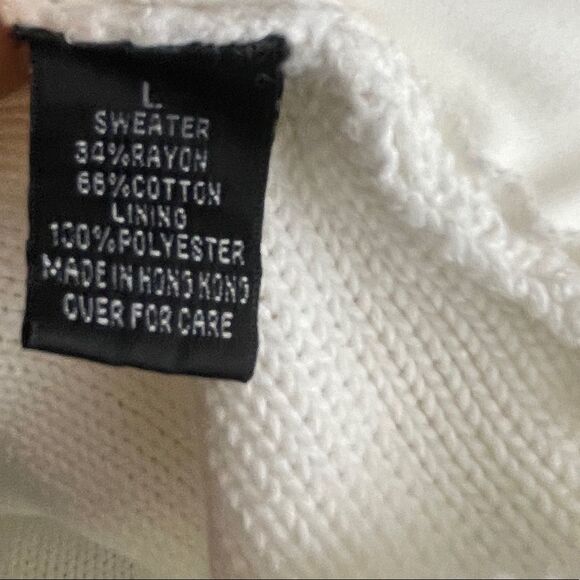 L
SWEATER
34%RAYON
66%COTTON
LINING
100%POLYESTER
MADE IN HONG KONG
OVER FOR CARE